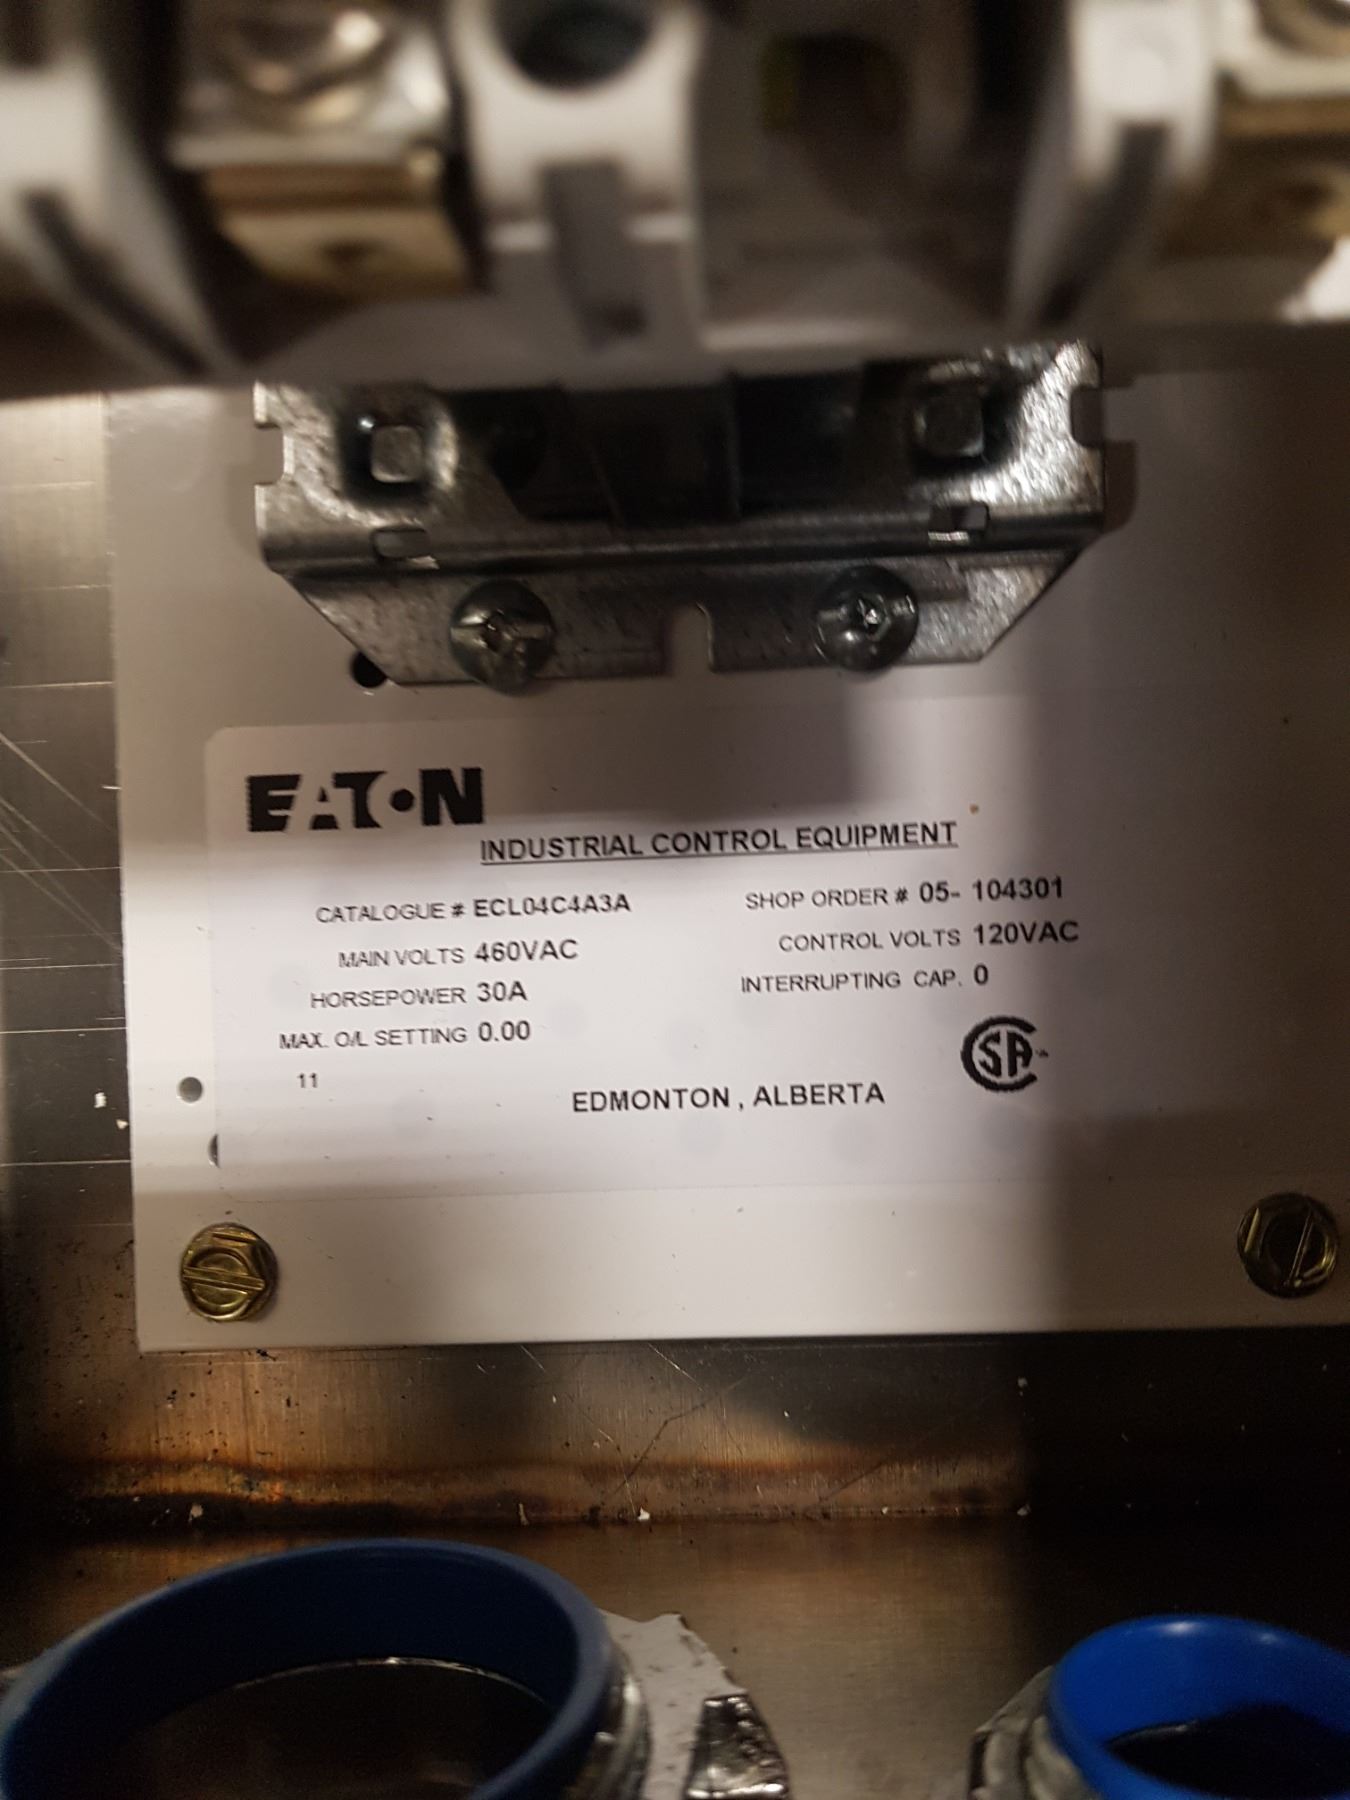 EATON
INDUSTRIAL CONTROL EQUIPMENT
CATALOGUE # ECL04C4A3A
SHOP ORDER # 05- 104301
MAIN VOLTS 460VAC
CONTROL VOLTS 120VAC
HORSEPOWER 30A
INTERRUPTING CAP. 0
MAX. O/L SETTING 0.00
11
EDMONTON , ALBERTA
CSA